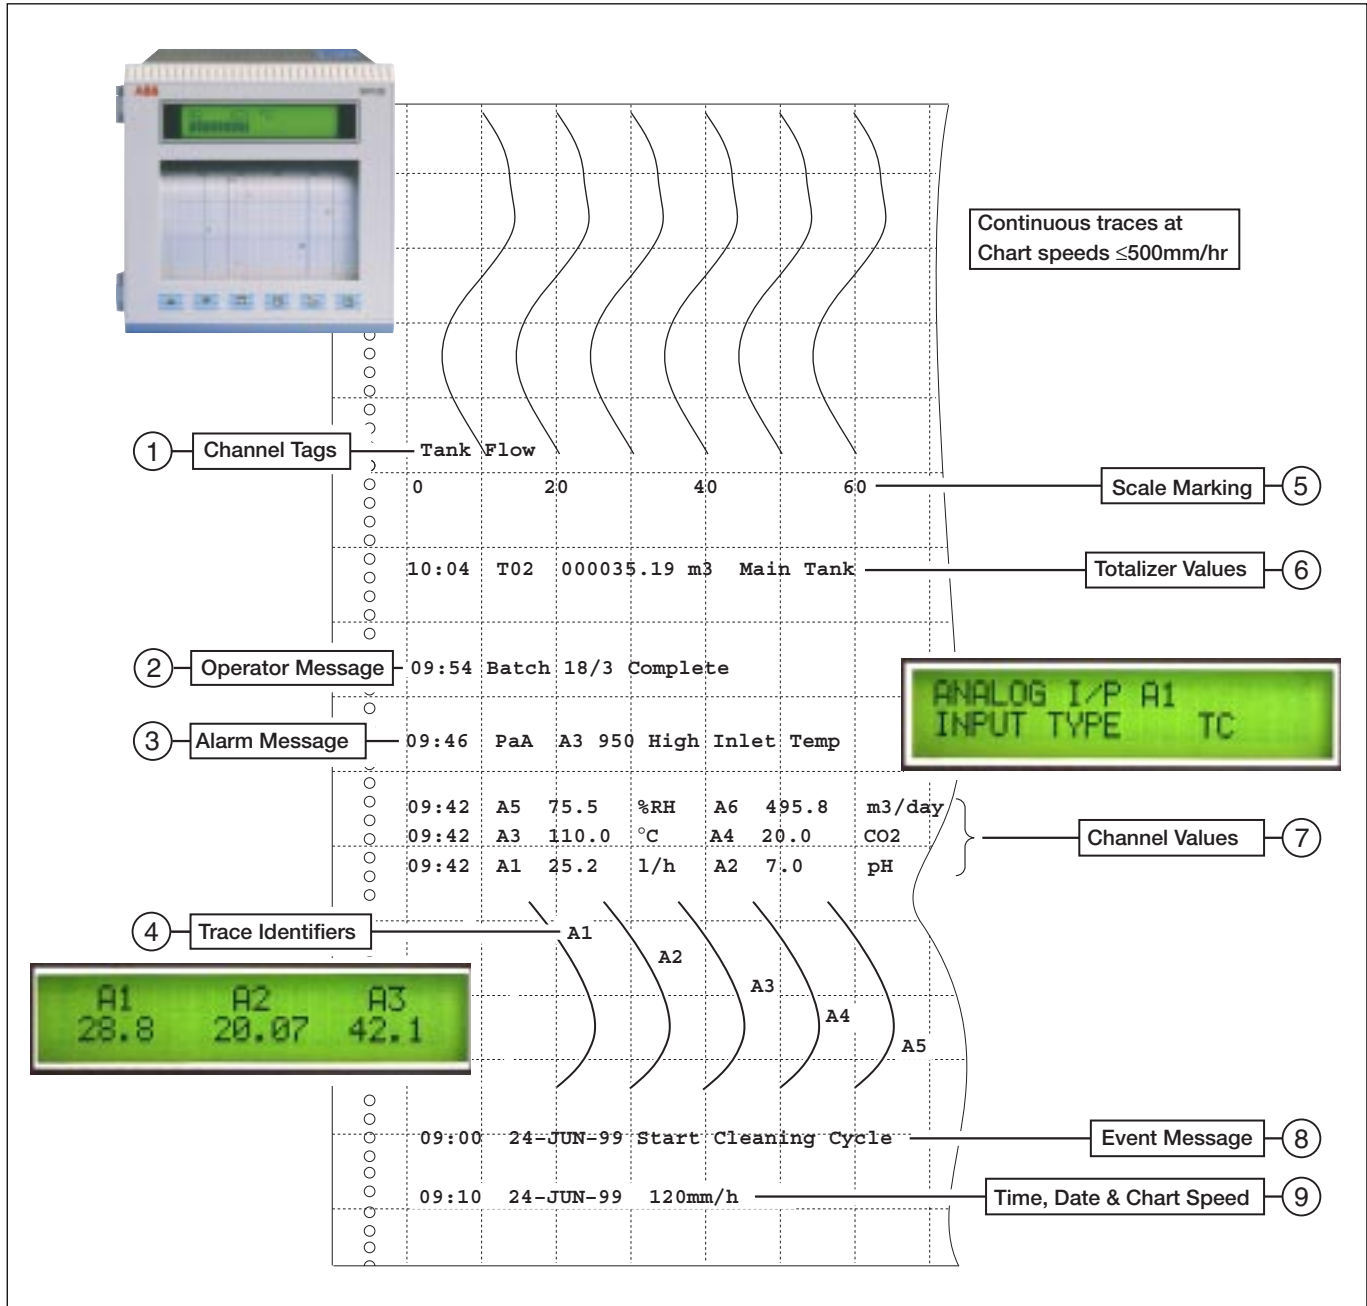 ABB
Continuous traces at
Chart speeds ≤500mm/hr
1 Channel Tags Tank Flow
0 20 40 60 Scale Marking 5
10:04 T02 000035.19 m3 Main Tank Totalizer Values 6
2 Operator Message 09:54 Batch 18/3 Complete
ANALOG I/P A1
INPUT TYPE TC
3 Alarm Message 09:46 PaA A3 950 High Inlet Temp
09:42 A5 75.5 %RH A6 495.8 m3/day
09:42 A3 110.0 °C A4 20.0 CO2
09:42 A1 25.2 l/h A2 7.0 pH
Channel Values 7
4 Trace Identifiers A1
A2
A3
A4
A5
A1 A2 A3
28.8 20.07 42.1
09:00 24-JUN-99 Start Cleaning Cycle Event Message 8
09:10 24-JUN-99 120mm/h Time, Date & Chart Speed 9